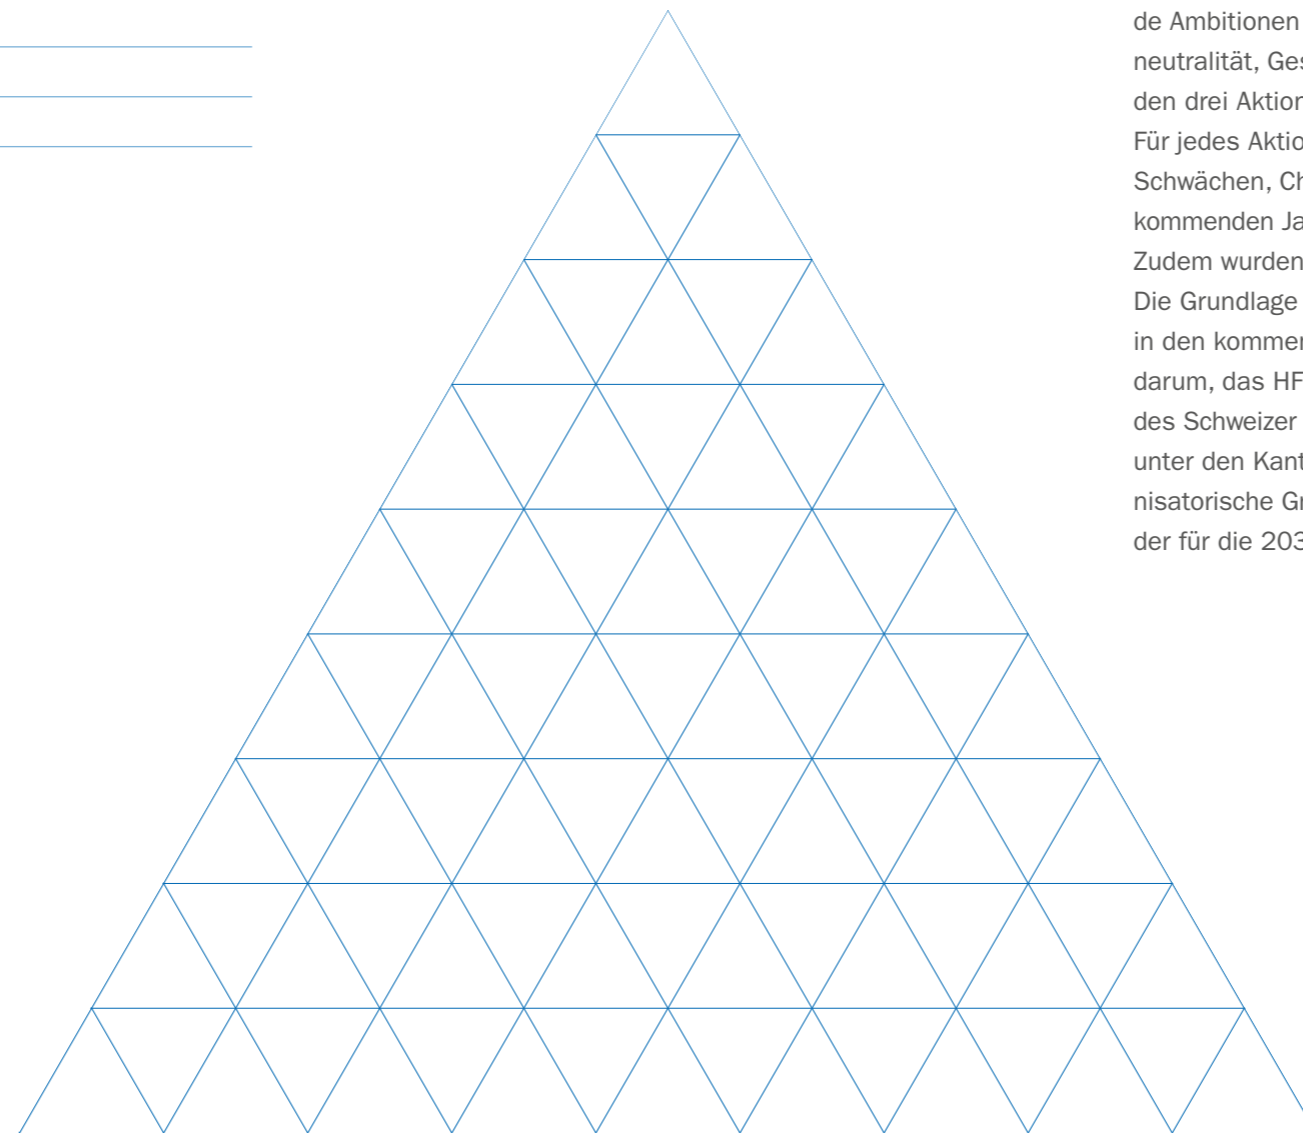 de Ambitionen
neutralität, Ges
den drei Aktion
Für jedes Aktio
Schwächen, Ch
kommenden Ja
Zudem wurden
Die Grundlage
in den kommen
darum, das HF
des Schweizer
unter den Kant
nisatorische Gr
der für die 203